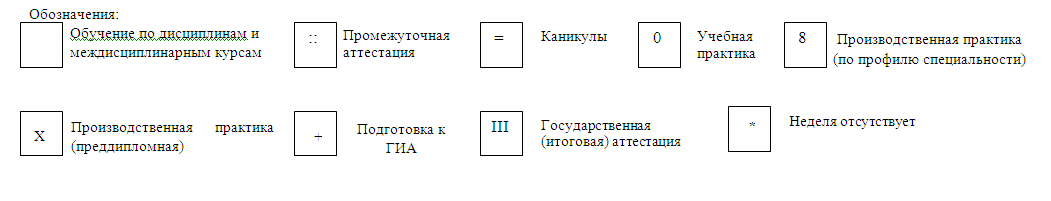 Обозначения:
Обучение по дисциплинам и
междисциплинарным курсам
::
Промежуточная
аттестация
=
Каникулы
0
Учебная
практика
8
Производственная практика
(по профилю специальности)
X
Производственная практика
(преддипломная)
+
Подготовка к
ГИА
III
Государственная
(итоговая) аттестация
*
Неделя отсутствует